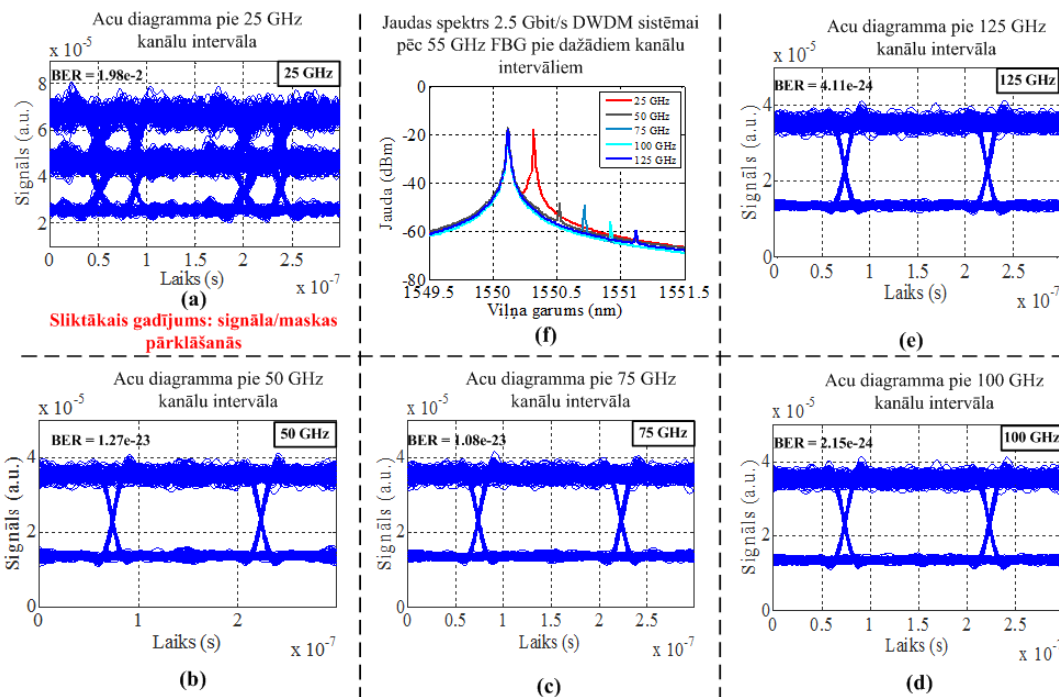 Acu diagramma pie 25 GHz
kanālu intervāla
x 10⁻⁵
BER = 1.98e-2
25 GHz
Signāls (a.u.)
8
6
4
2
0 0.5 1 1.5 2 2.5
Laiks (s)
x 10⁻⁷
(a)
Sliktākais gadījums: signāla/maskas
pārklāšanās
Jaudas spektrs 2.5 Gbit/s DWDM sistēmai
pēc 55 GHz FBG pie dažādiem kanālu
intervāliem
25 GHz
50 GHz
75 GHz
100 GHz
125 GHz
Jauda (dBm)
0
-20
-40
-60
-80
1549.5 1550 1550.5 1551 1551.5
Viļņa garums (nm)
(f)
Acu diagramma pie 125 GHz
kanālu intervāla
x 10⁻⁵
BER = 4.11e-24
125 GHz
Signāls (a.u.)
4
2
0
0 0.5 1 1.5 2 2.5
Laiks (s)
x 10⁻⁷
(e)
Acu diagramma pie 50 GHz
kanālu intervāla
x 10⁻⁵
BER = 1.27e-23
50 GHz
Signāls (a.u.)
4
2
0
0 1 2
Laiks (s)
x 10⁻⁷
(b)
Acu diagramma pie 75 GHz
kanālu intervāla
x 10⁻⁵
BER = 1.08e-23
75 GHz
Signāls (a.u.)
4
2
0
0 0.5 1 1.5 2 2.5
Laiks (s)
x 10⁻⁷
(c)
Acu diagramma pie 100 GHz
kanālu intervāla
x 10⁻⁵
BER = 2.15e-24
100 GHz
Signāls (a.u.)
4
2
0
0 0.5 1 1.5 2 2.5
Laiks (s)
x 10⁻⁷
(d)